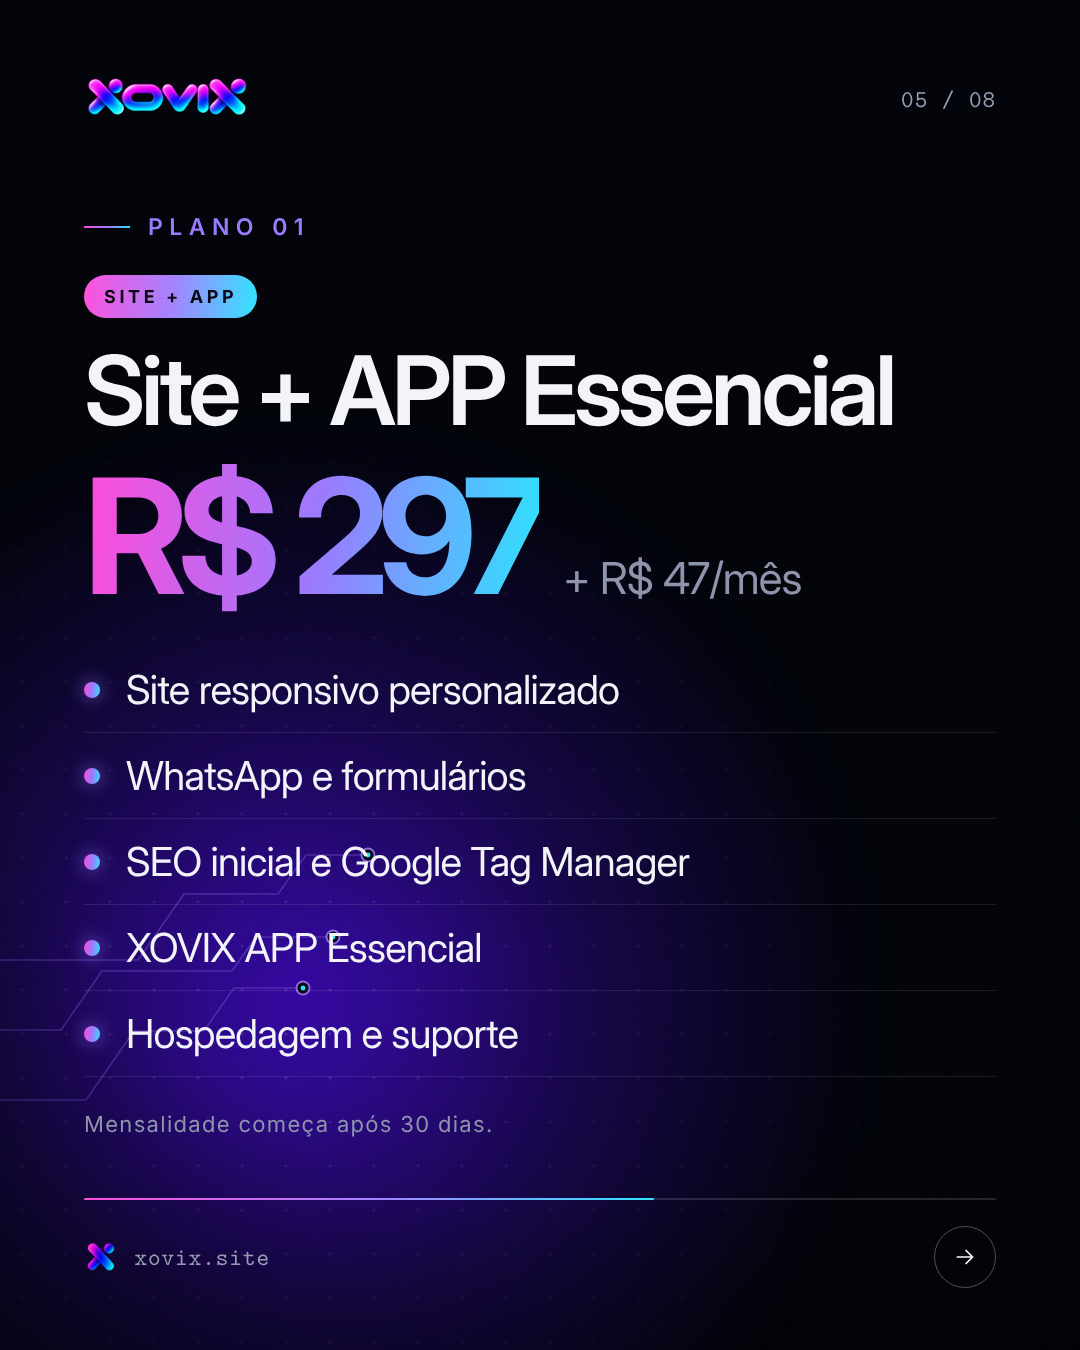 XOVIX
05 / 08
PLANO 01
SITE + APP
Site + APP Essencial
R$ 297 + R$ 47/mês
Site responsivo personalizado
WhatsApp e formulários
SEO inicial e Google Tag Manager
XOVIX APP Essencial
Hospedagem e suporte
Mensalidade começa após 30 dias.
xovix.site